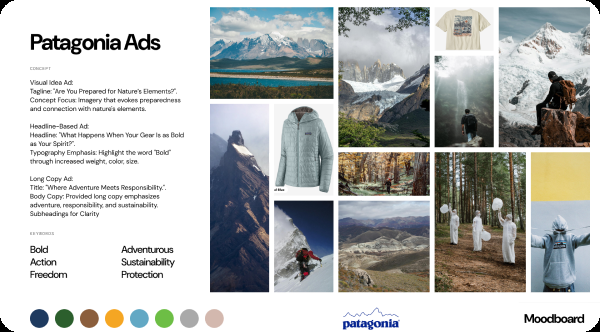 Patagonia Ads
CONCEPT
Visual Idea Ad:
Tagline: "Are You Prepared for Nature's Elements?".
Concept Focus: Imagery that evokes preparedness
and connection with nature's elements.
Headline-Based Ad:
Headline: "What Happens When Your Gear Is as Bold
as Your Spirit?".
Typography Emphasis: Highlight the word "Bold"
through increased weight, color, size.
Long Copy Ad:
Title: "Where Adventure Meets Responsibility.".
Body Copy: Provided long copy emphasizes
adventure, responsibility, and sustainability.
Subheadings for Clarity
KEYWORDS
Bold
Adventurous
Action
Sustainability
Freedom
Protection
patagonia
Moodboard